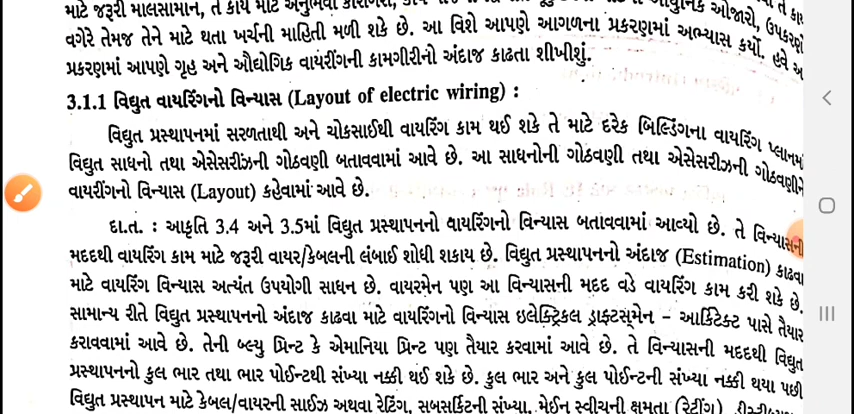 માટે જરૂરી માલસામાન, તે કાર્ય માટે અનુભવી કારીગરો,
વગેરે તેમજ તેને માટે થતા ખર્ચની માહિતી મળી શકે છે. આ વિશે આપણે આગળના પ્રકરણમાં અભ્યાસ કર્યો. હવે આ
પ્રકરણમાં આપણે ગૃહ અને ઔદ્યોગિક વાયરીંગની કામગીરીનો અંદાજ કાઢતા શીખીશું.
3.1.1 વિદ્યુત વાયરિંગનો વિન્યાસ (Layout of electric wiring) :
વિદ્યુત પ્રસ્થાપનમાં સરળતાથી અને ચોકસાઈથી વાયરિંગ કામ થઈ શકે તે માટે દરેક બિલ્ડિંગના વાયરિંગ પ્લાનમાં
વિદ્યુત સાધનો તથા એસેસરીઝની ગોઠવણી બતાવવામાં આવે છે. આ સાધનોની ગોઠવણી તથા એસેસરીઝની ગોઠવણીને
વાયરીંગનો વિન્યાસ (Layout) કહેવામાં આવે છે.
દા.ત. : આકૃતિ 3.4 અને 3.5માં વિદ્યુત પ્રસ્થાપનનો વાયરિંગનો વિન્યાસ બતાવવામાં આવ્યો છે. તે વિન્યાસની
મદદથી વાયરિંગ કામ માટે જરૂરી વાયર/કેબલની લંબાઈ શોધી શકાય છે. વિદ્યુત પ્રસ્થાપનનો અંદાજ (Estimation) કાઢવા
માટે વાયરિંગ વિન્યાસ અત્યંત ઉપયોગી સાધન છે. વાયરમેન પણ આ વિન્યાસની મદદ વડે વાયરિંગ કામ કરી શકે છે.
સામાન્ય રીતે વિદ્યુત પ્રસ્થાપનનો અંદાજ કાઢવા માટે વાયરિંગનો વિન્યાસ ઇલેક્ટ્રિકલ ડ્રાફ્ટસ્મેન – આર્કિટેક્ટ પાસે તૈયાર
કરાવવામાં આવે છે. તેની બ્લ્યુ પ્રિન્ટ કે એમાનિયા પ્રિન્ટ પણ તૈયાર કરવામાં આવે છે. તે વિન્યાસની મદદથી વિદ્યુત
પ્રસ્થાપનનો કુલ ભાર તથા ભાર પોઈન્ટથી સંખ્યા નક્કી થઈ શકે છે. કુલ ભાર અને કુલ પોઈન્ટની સંખ્યા નક્કી થયા પછી
વિદ્યુત પ્રસ્થાપન માટે કેબલ/વાયરની સાઈઝ અથવા રેટિંગ, સબસર્કિટની સંખ્યા, મેઈન સ્વીચની ક્ષમતા (રેટીંગ),